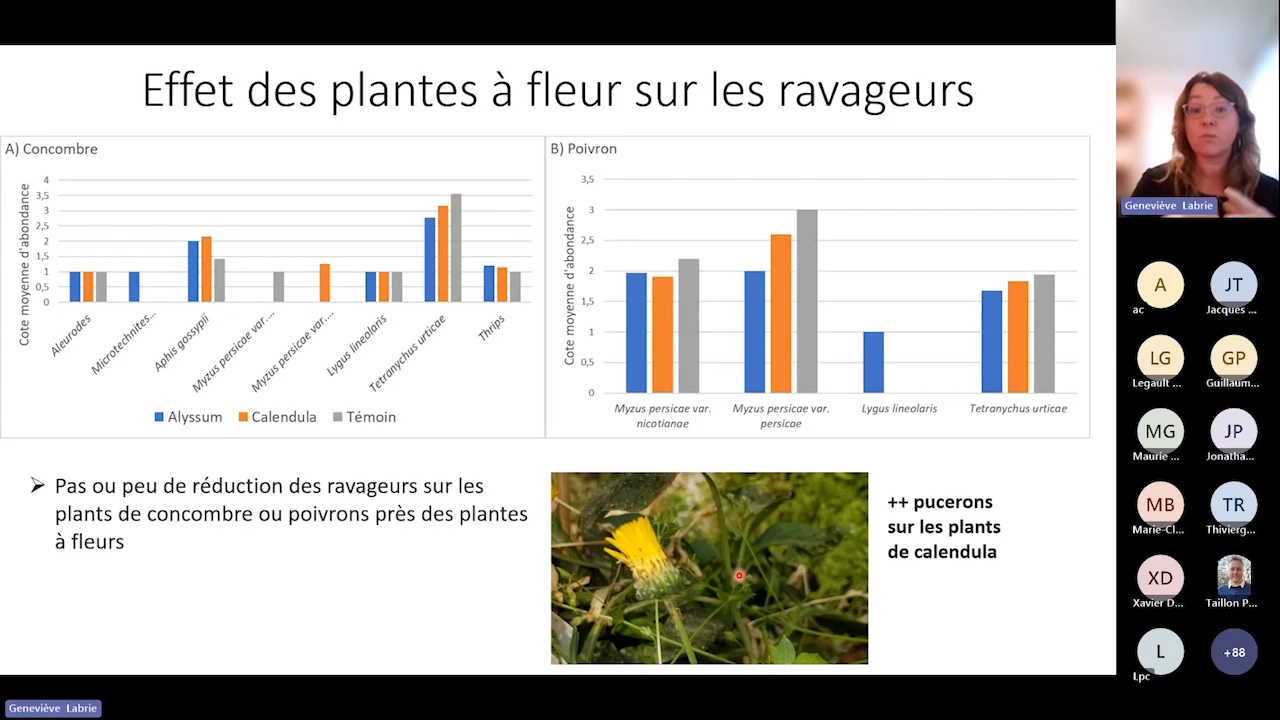 Effet des plantes à fleur sur les ravageurs
A) Concombre
Cote moyenne d'abondance
4
3,5
3
2,5
2
1,5
1
0,5
0
Aleurodes
Microtechnites...
Aphis gossypii
Myzus persicae var....
Myzus persicae var....
Lygus lineolaris
Tetranychus urticae
Thrips
Alyssum
Calendula
Témoin
B) Poivron
Cote moyenne d'abondance
3,5
3
2,5
2
1,5
1
0,5
0
Myzus persicae var.
nicotianae
Myzus persicae var.
persicae
Lygus lineolaris
Tetranychus urticae
➢ Pas ou peu de réduction des ravageurs sur les
plants de concombre ou poivrons près des plantes
à fleurs
++ pucerons
sur les plants
de calendula
Geneviève Labrie
A
ac
JT
Jacques ...
LG
Legault ...
GP
Guillaum...
MG
Maurie ...
JP
Jonatha...
MB
Marie-Cl...
TR
Thivierg...
XD
Xavier D...
Taillon P...
L
Lpc
+88
Geneviève Labrie